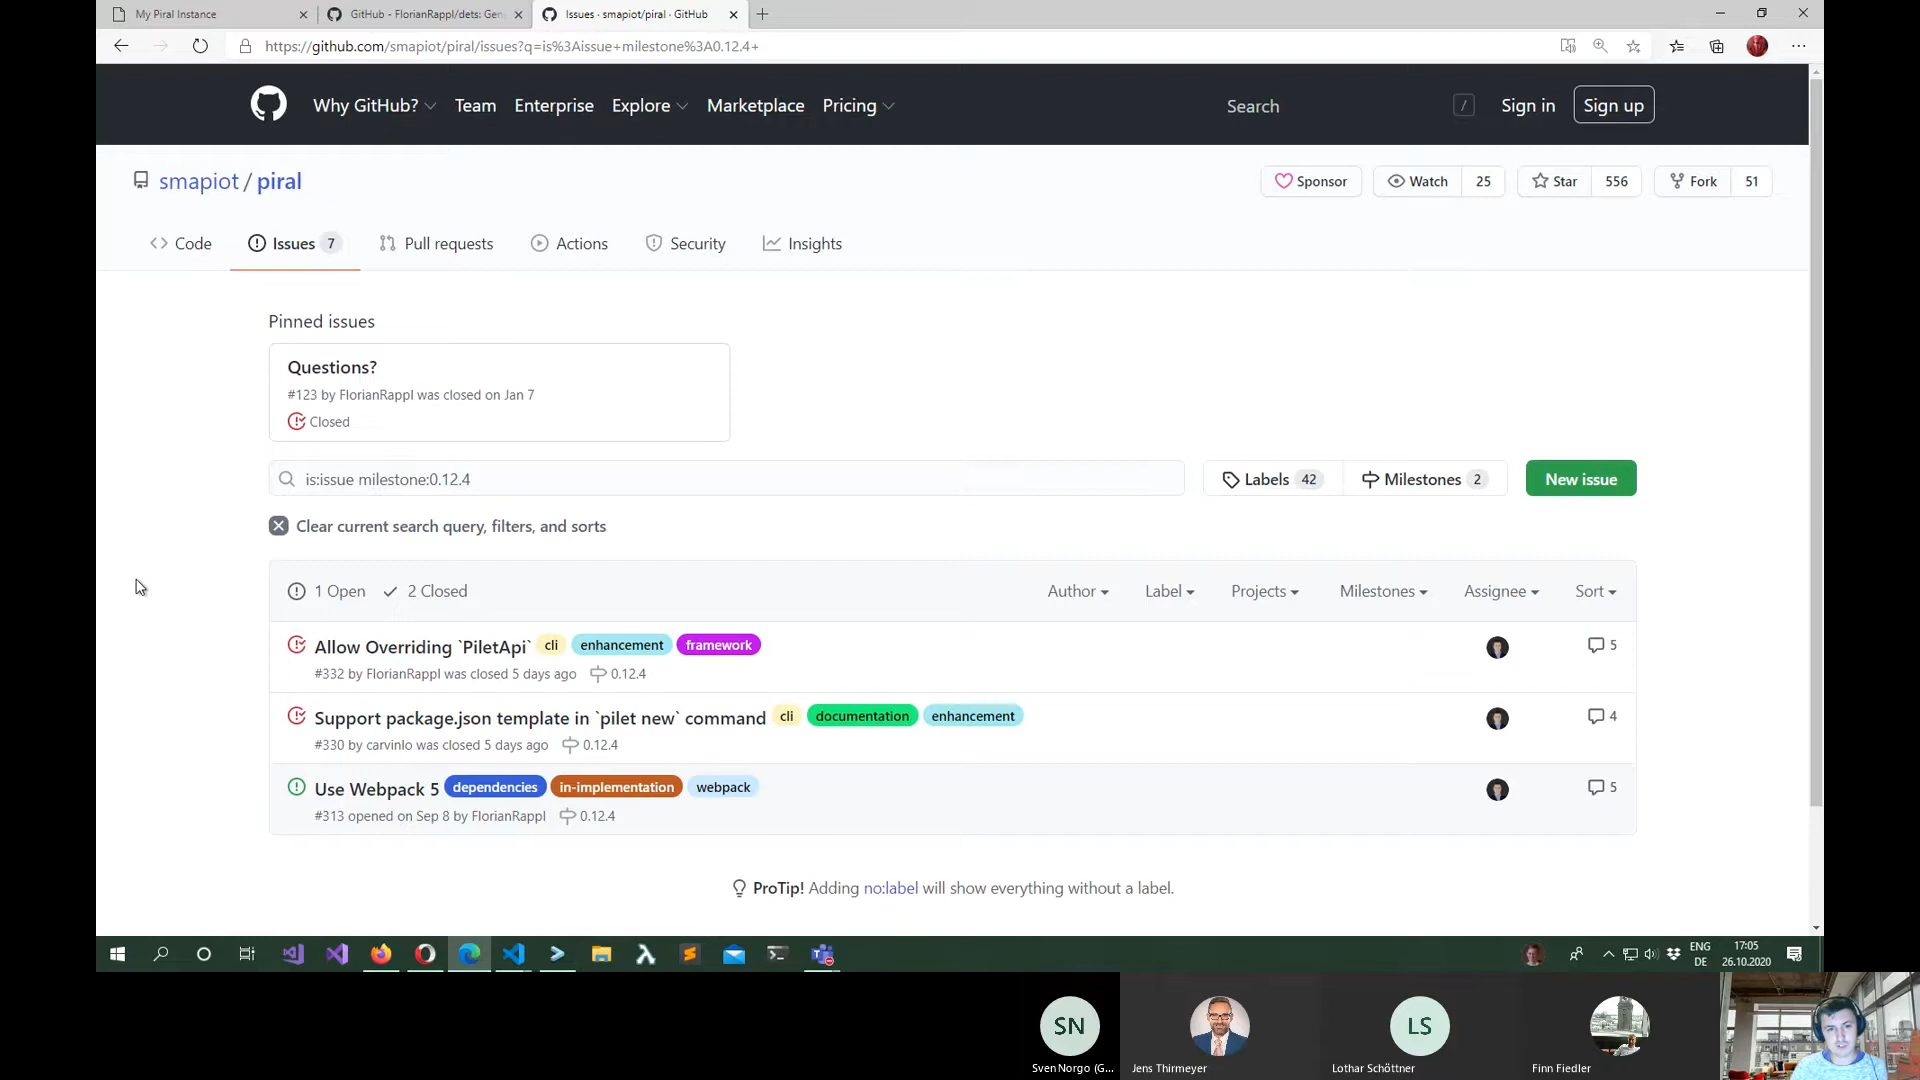 My Piral Instance
GitHub - FlorianRappl/dets: Gen
Issues · smapiot/piral · GitHub
https://github.com/smapiot/piral/issues?q=is%3Aissue+milestone%3A0.12.4+
Why GitHub? Team Enterprise Explore Marketplace Pricing
Search /
Sign in Sign up
smapiot / piral
Sponsor Watch 25 Star 556 Fork 51
Code Issues 7 Pull requests Actions Security Insights
Pinned issues
Questions?
#123 by FlorianRappl was closed on Jan 7
Closed
is:issue milestone:0.12.4
Labels 42 Milestones 2 New issue
Clear current search query, filters, and sorts
1 Open 2 Closed Author Label Projects Milestones Assignee Sort
Allow Overriding `PiletApi` cli enhancement framework 5
#332 by FlorianRappl was closed 5 days ago 0.12.4
Support package.json template in `pilet new` command cli documentation enhancement 4
#330 by carvinlo was closed 5 days ago 0.12.4
Use Webpack 5 dependencies in-implementation webpack 5
#313 opened on Sep 8 by FlorianRappl 0.12.4
ProTip! Adding no:label will show everything without a label.
ENG 17:05
DE 26.10.2020
SN LS
Sven Norgo (G... Jens Thirmeyer Lothar Schöttner Finn Fiedler